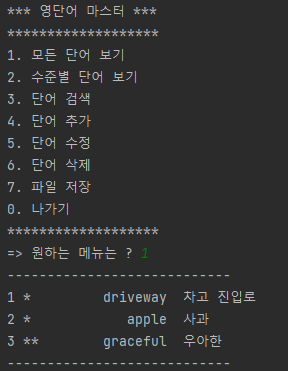 *** 영단어 마스터 ***
*******************
1. 모든 단어 보기
2. 수준별 단어 보기
3. 단어 검색
4. 단어 추가
5. 단어 수정
6. 단어 삭제
7. 파일 저장
0. 나가기
*******************
=> 원하는 메뉴는 ? 1
----------------------------
1 *         driveway  차고 진입로
2 *            apple  사과
3 **        graceful  우아한
----------------------------